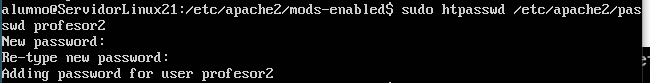 alumno@ServidorLinux21:/etc/apache2/mods-enabled$ sudo htpasswd /etc/apache2/pas
swd profesor2
New password:
Re-type new password:
Adding password for user profesor2